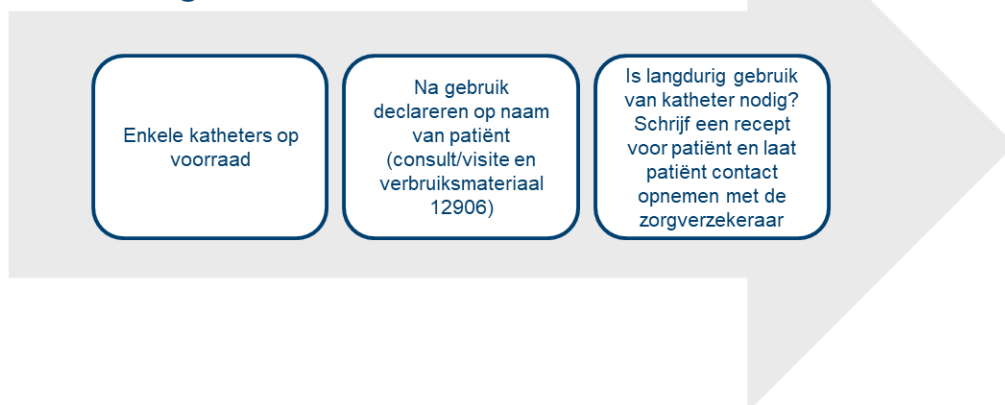 Enkele katheters op
voorraad
Na gebruik
declareren op naam
van patiënt
(consult/visite en
verbruiksmateriaal
12906)
Is langdurig gebruik
van katheter nodig?
Schrijf een recept
voor patiënt en laat
patiënt contact
opnemen met de
zorgverzekeraar